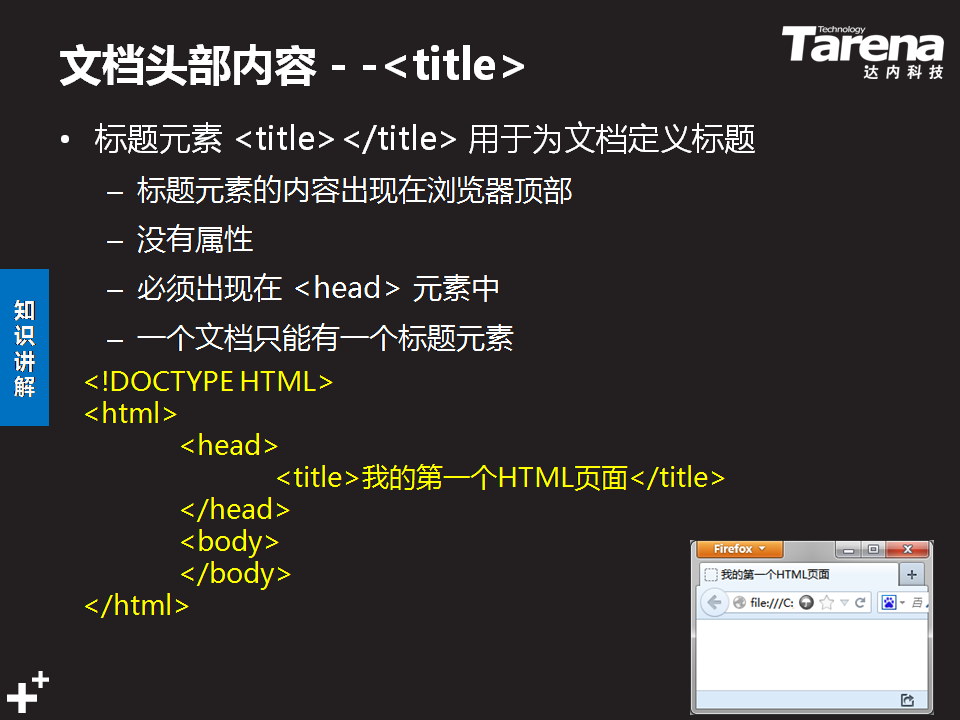 文档头部内容 - -<title>
Technology
Tarena
达内科技
• 标题元素 <title></title> 用于为文档定义标题
– 标题元素的内容出现在浏览器顶部
– 没有属性
– 必须出现在 <head> 元素中
– 一个文档只能有一个标题元素
知识讲解
<!DOCTYPE HTML>
<html>
<head>
<title>我的第一个HTML页面</title>
</head>
<body>
</body>
</html>
Firefox
我的第一个HTML页面
file:///C: